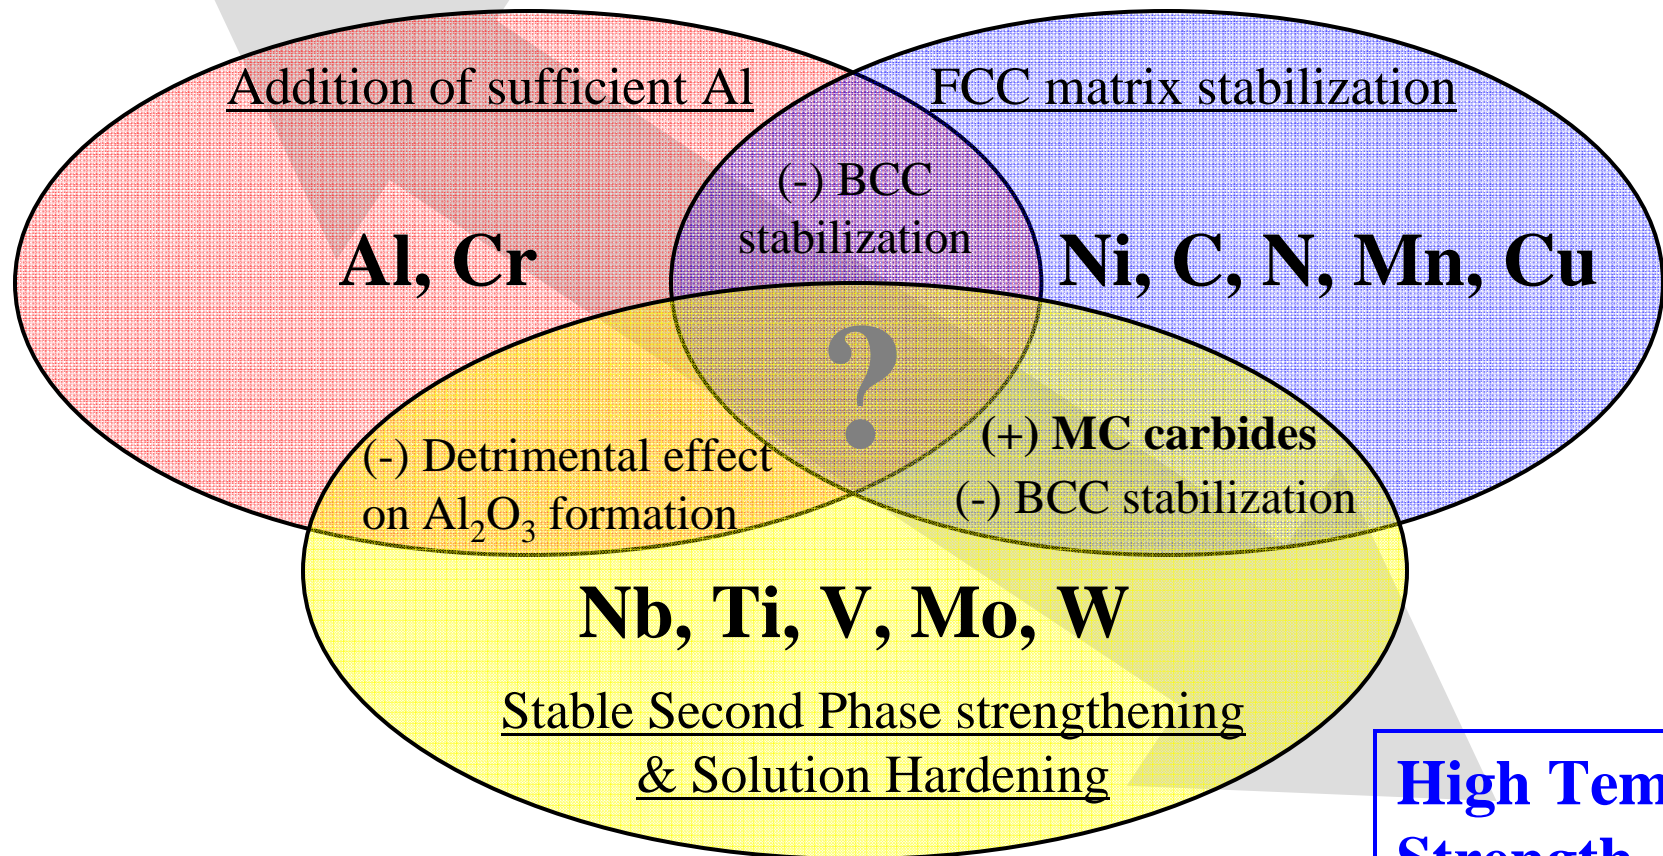 Addition of sufficient Al
FCC matrix stabilization
(-) BCC
stabilization
Al, Cr
Ni, C, N, Mn, Cu
?
(+) MC carbides
(-) BCC stabilization
(-) Detrimental effect
on Al₂O₃ formation
Nb, Ti, V, Mo, W
Stable Second Phase strengthening
& Solution Hardening
High Tem
Strength